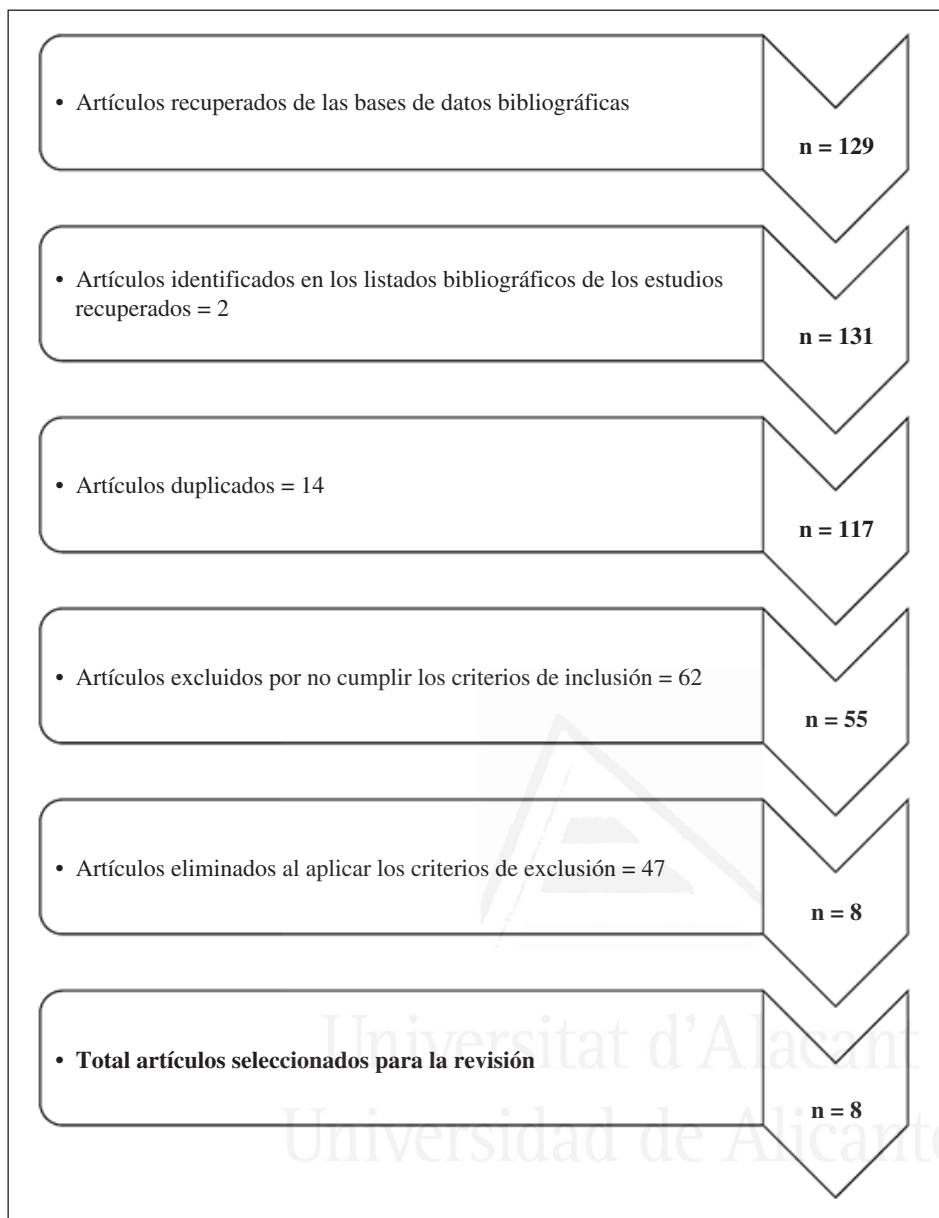 • Artículos recuperados de las bases de datos bibliográficas
n = 129
• Artículos identificados en los listados bibliográficos de los estudios
recuperados = 2
n = 131
• Artículos duplicados = 14
n = 117
• Artículos excluidos por no cumplir los criterios de inclusión = 62
n = 55
• Artículos eliminados al aplicar los criterios de exclusión = 47
n = 8
• Total artículos seleccionados para la revisión
n = 8
Universitat d'Alacant
Universidad de Alicante